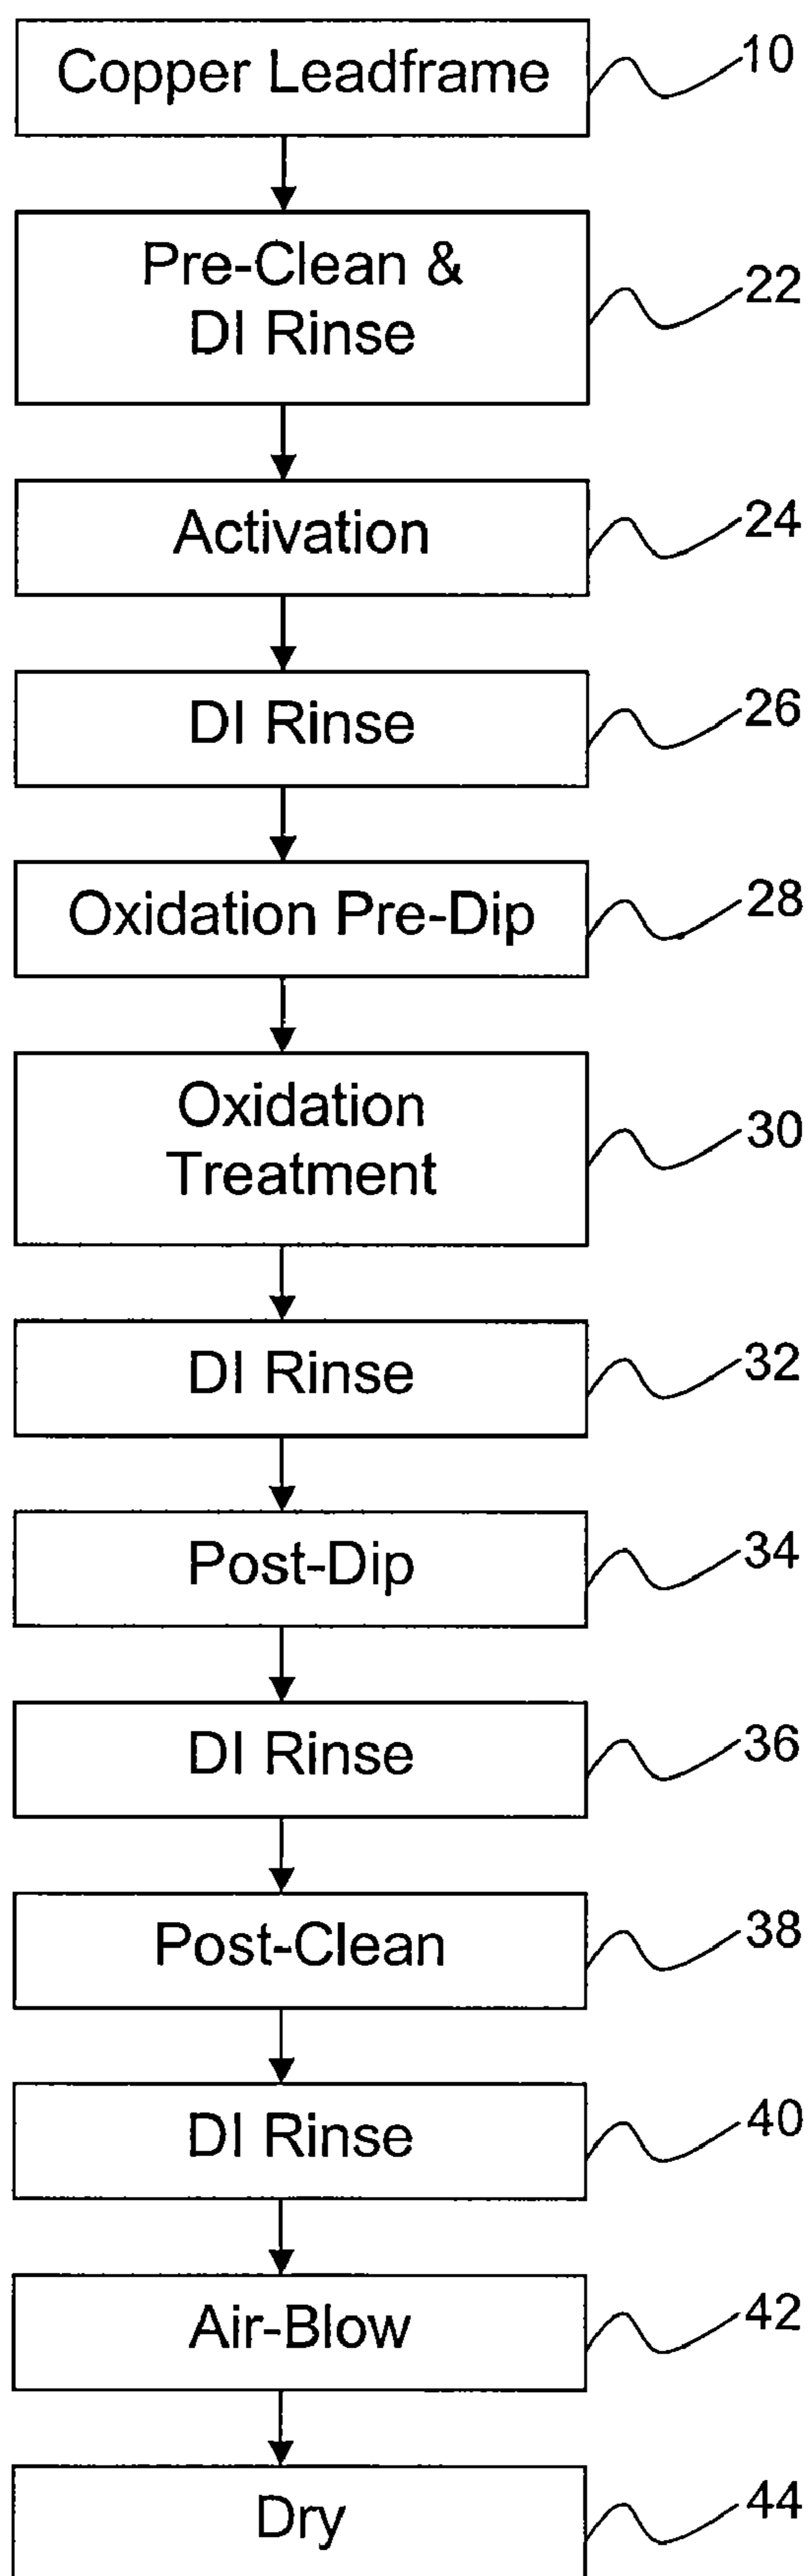 Copper Leadframe
10
Pre-Clean &
DI Rinse
22
Activation
24
DI Rinse
26
Oxidation Pre-Dip
28
Oxidation
Treatment
30
DI Rinse
32
Post-Dip
34
DI Rinse
36
Post-Clean
38
DI Rinse
40
Air-Blow
42
Dry
44